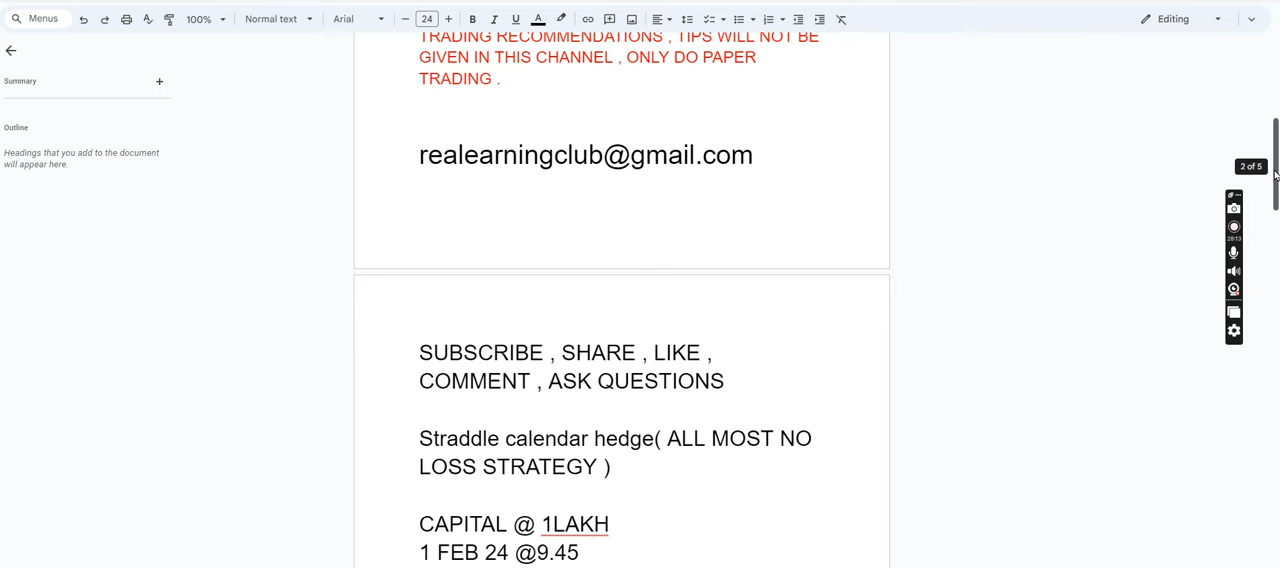 Menus
100%
Normal text
Arial
24
B
I
U
A
Editing
TRADING RECOMMENDATIONS , TIPS WILL NOT BE
GIVEN IN THIS CHANNEL , ONLY DO PAPER
TRADING .
Summary
Outline
Headings that you add to the document
will appear here.
realearningclub@gmail.com
2 of 5
28:13
SUBSCRIBE , SHARE , LIKE ,
COMMENT , ASK QUESTIONS
Straddle calendar hedge( ALL MOST NO
LOSS STRATEGY )
CAPITAL @ 1LAKH
1 FEB 24 @9.45